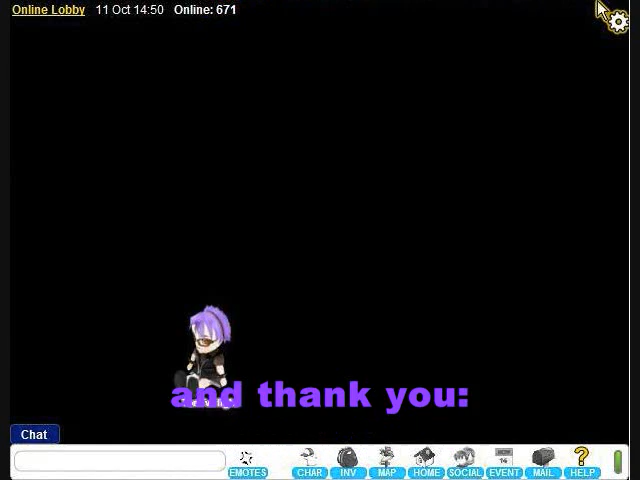 Online Lobby 11 Oct 14:50 Online: 671
and thank you:
Chat
EMOTES CHAR INV MAP HOME SOCIAL EVENT MAIL HELP